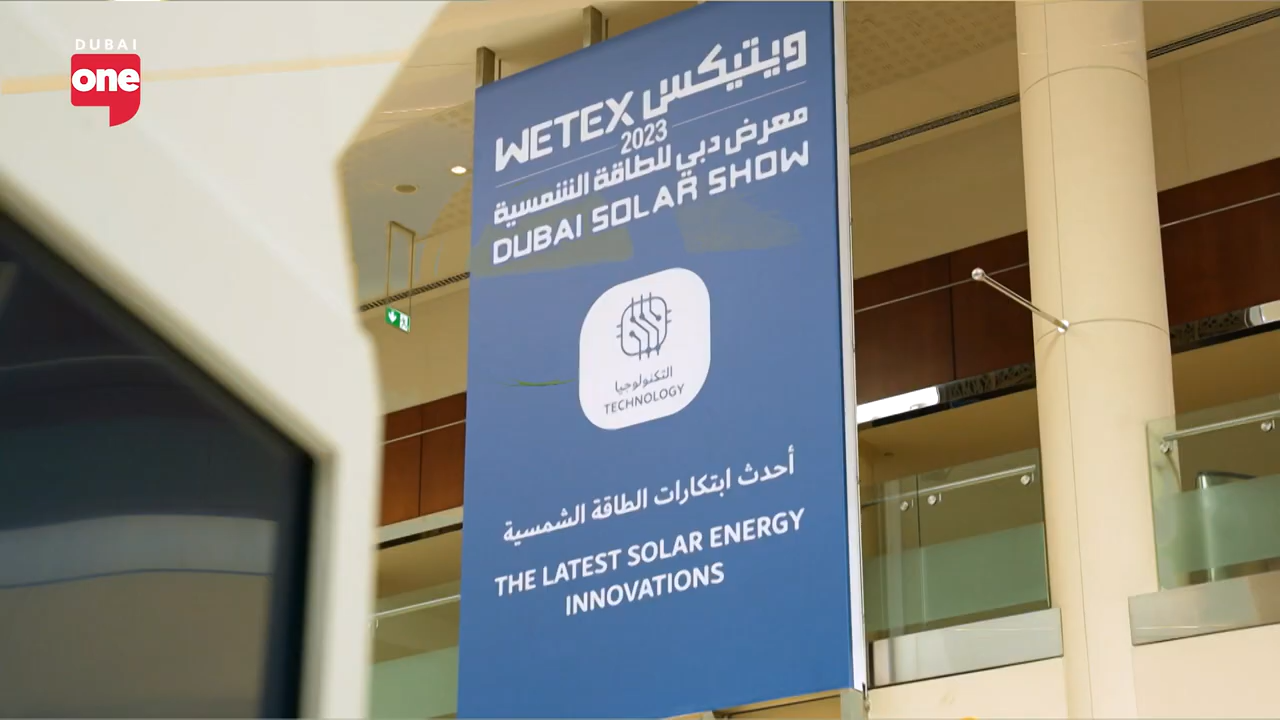 DUBAI
one
ويتيكس WETEX
2023
معرض دبي للطاقة الشمسية
DUBAI SOLAR SHOW
التكنولوجيا
TECHNOLOGY
أحدث ابتكارات الطاقة الشمسية
THE LATEST SOLAR ENERGY
INNOVATIONS